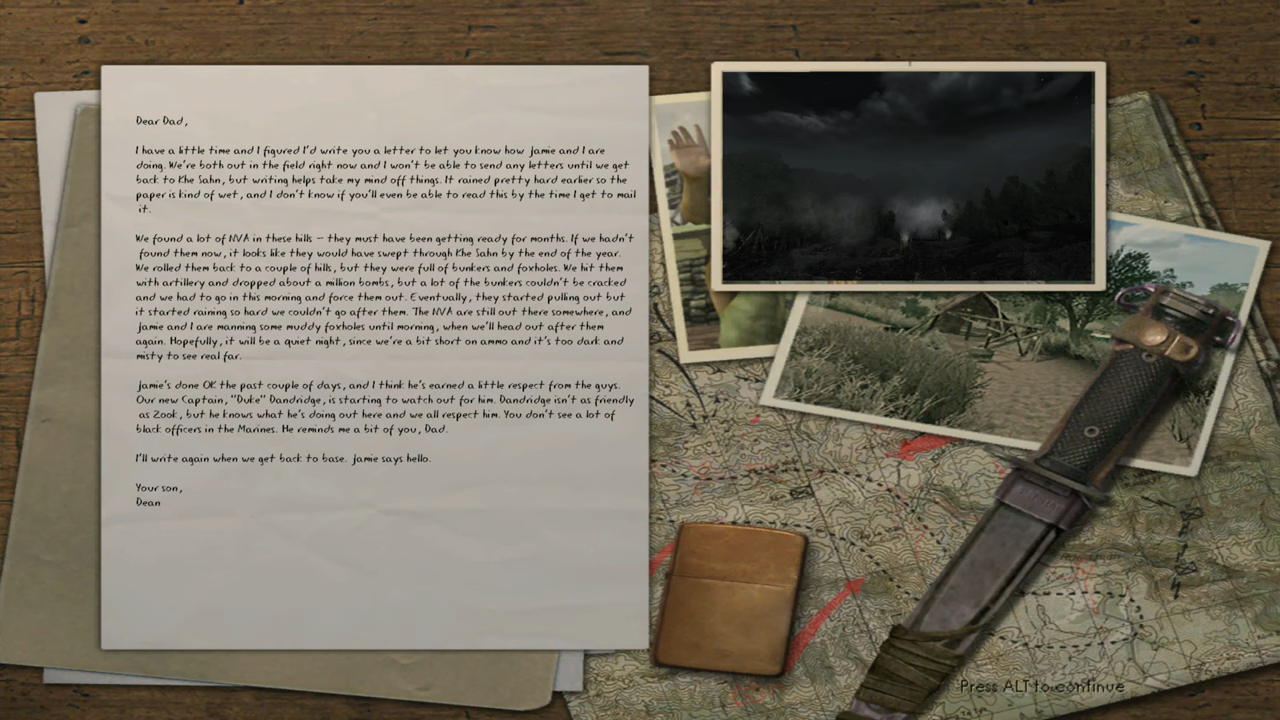 Dear Dad,
I have a little time and I figured I'd write you a letter to let you know how Jamie and I are
doing. We're both out in the field right now and I won't be able to send any letters until we get
back to Khe Sahn, but writing helps take my mind off things. It rained pretty hard earlier so the
paper is kind of wet, and I don't know if you'll even be able to read this by the time I get to mail
it.
We found a lot of NVA in these hills - they must have been getting ready for months. If we hadn't
found them now, it looks like they would have swept through Khe Sahn by the end of the year.
We rolled them back to a couple of hills, but they were full of bunkers and foxholes. We hit them
with artillery and dropped about a million bombs, but a lot of the bunkers couldn't be cracked
and we had to go in this morning and force them out. Eventually, they started pulling out but
it started raining so hard we couldn't go after them. The NVA are still out there somewhere, and
Jamie and I are manning some muddy foxholes until morning, when we'll head out after them
again. Hopefully, it will be a quiet night, since we're a bit short on ammo and it's too dark and
misty to see real far.
Jamie's done OK the past couple of days, and I think he's earned a little respect from the guys.
Our new Captain, "Duke" Dandridge, is starting to watch out for him. Dandridge isn't as friendly
as Zook, but he knows what he's doing out here and we all respect him. You don't see a lot of
black officers in the Marines. He reminds me a bit of you, Dad.
I'll write again when we get back to base. Jamie says hello.
Your son,
Dean
Press ALT to continue